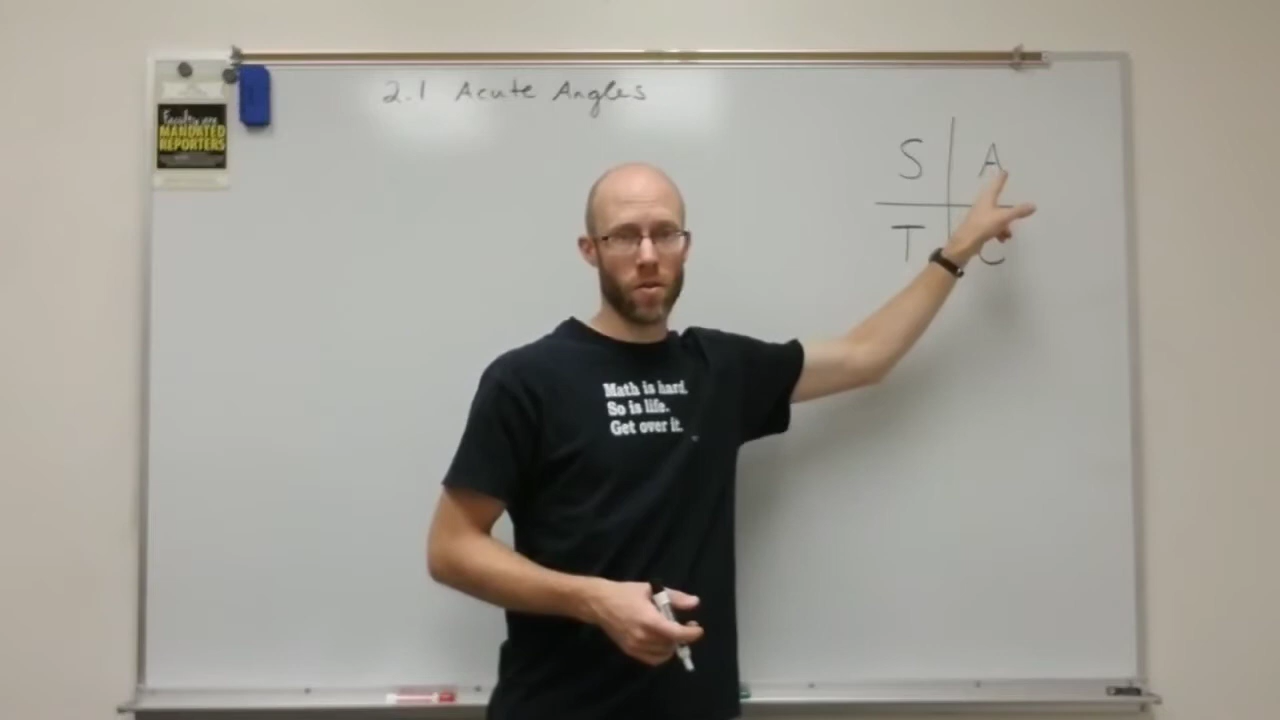 2.1 Acute Angles
Faculty are
MANDATED
REPORTERS
S A
T C
Math is hard.
So is life.
Get over it.